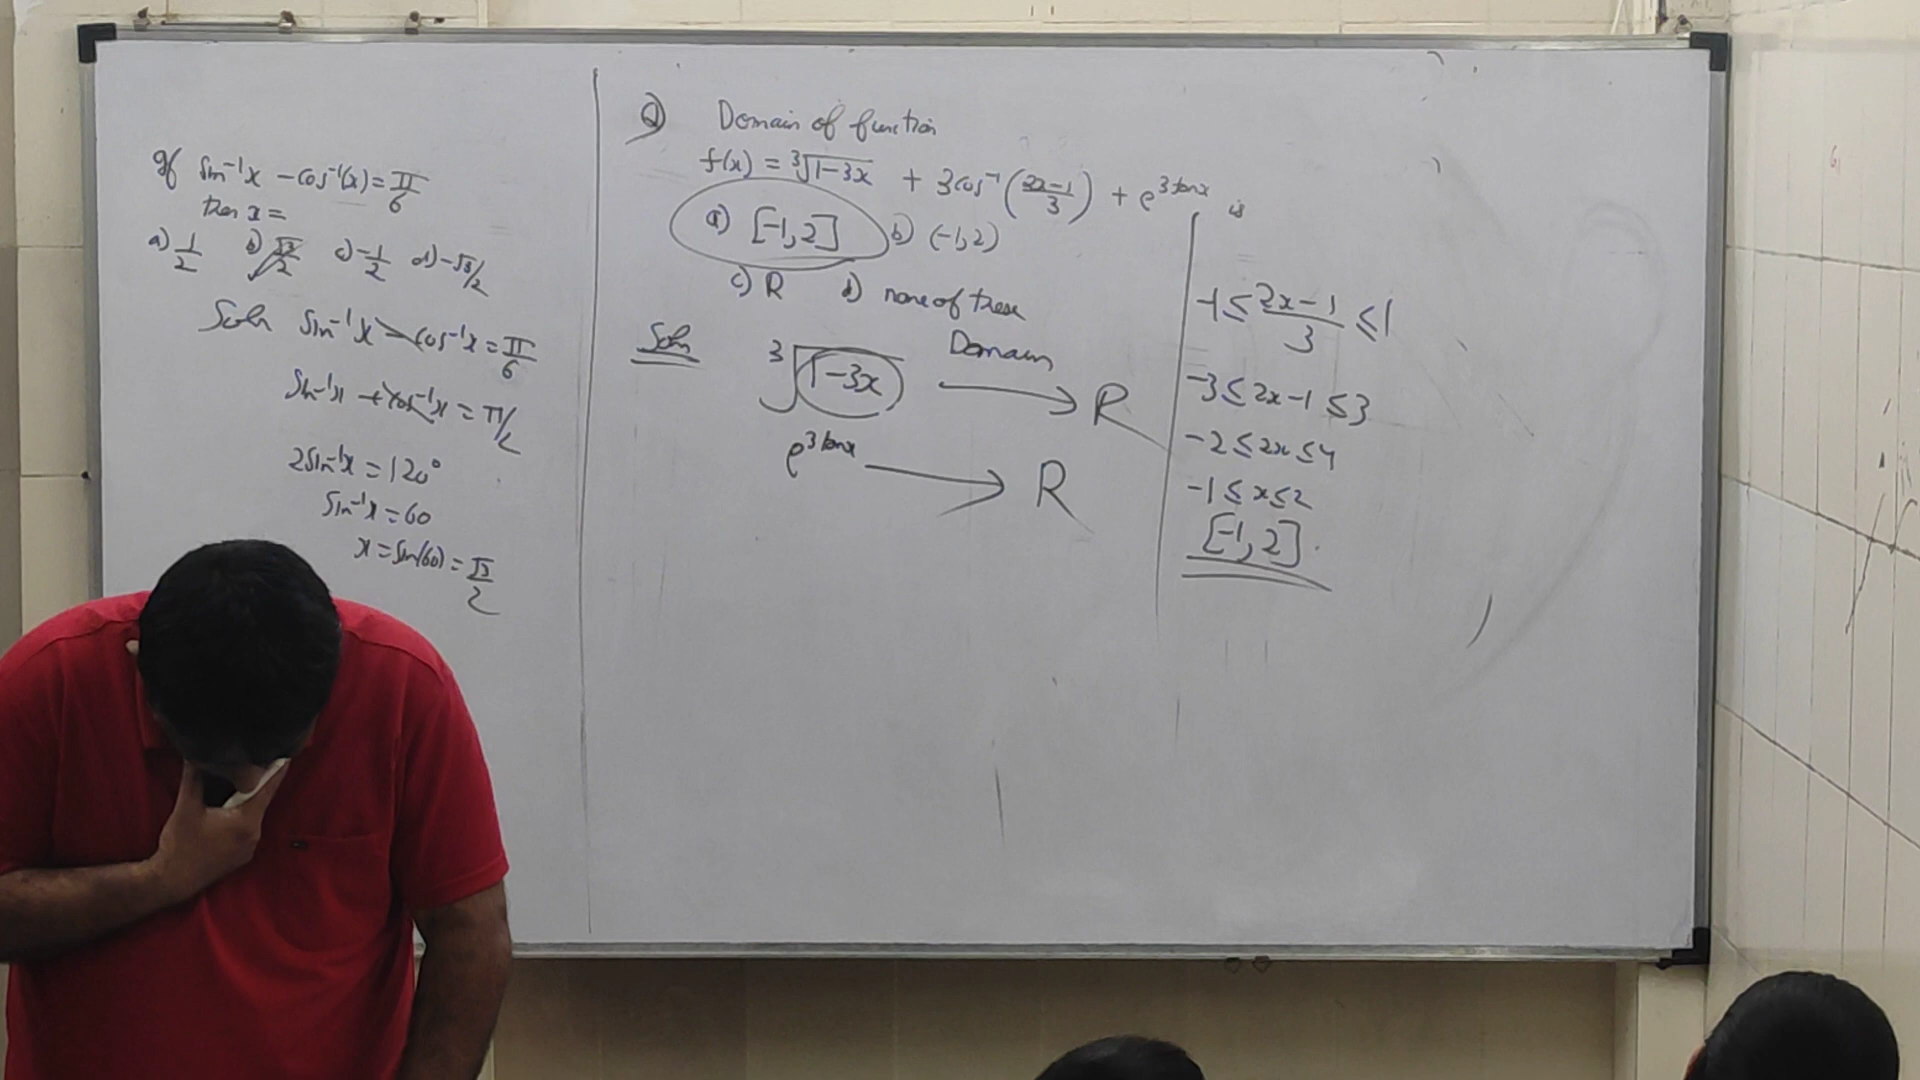 If sin⁻¹x - cos⁻¹(x) = π/6
then x =
a) 1/2 b) √3/2 c) -1/2 d) -√3/2
Soln sin⁻¹x - cos⁻¹x = π/6
sin⁻¹x + cos⁻¹x = π/2
2sin⁻¹x = 120°
sin⁻¹x = 60
x = sin(60) = √3/2
Q) Domain of function
f(x) = ³√(1-3x) + 3cos⁻¹((2x-1)/3) + e^(3tanx) is
a) [-1,2] b) (-1,2)
c) R d) none of these
Soln ³√(1-3x) Domain → R
e^(3tanx) → R
-1 ≤ (2x-1)/3 ≤ 1
-3 ≤ 2x-1 ≤ 3
-2 ≤ 2x ≤ 4
-1 ≤ x ≤ 2
[-1,2].